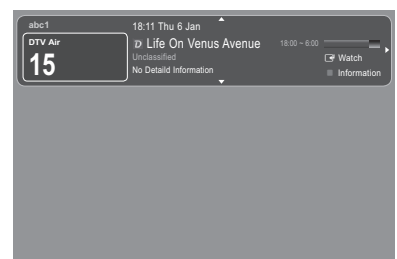 abc1
18:11 Thu 6 Jan
DTV Air
15
D Life On Venus Avenue
18:00 ~ 6:00
Unclassified
No Detaild Information
Watch
Information